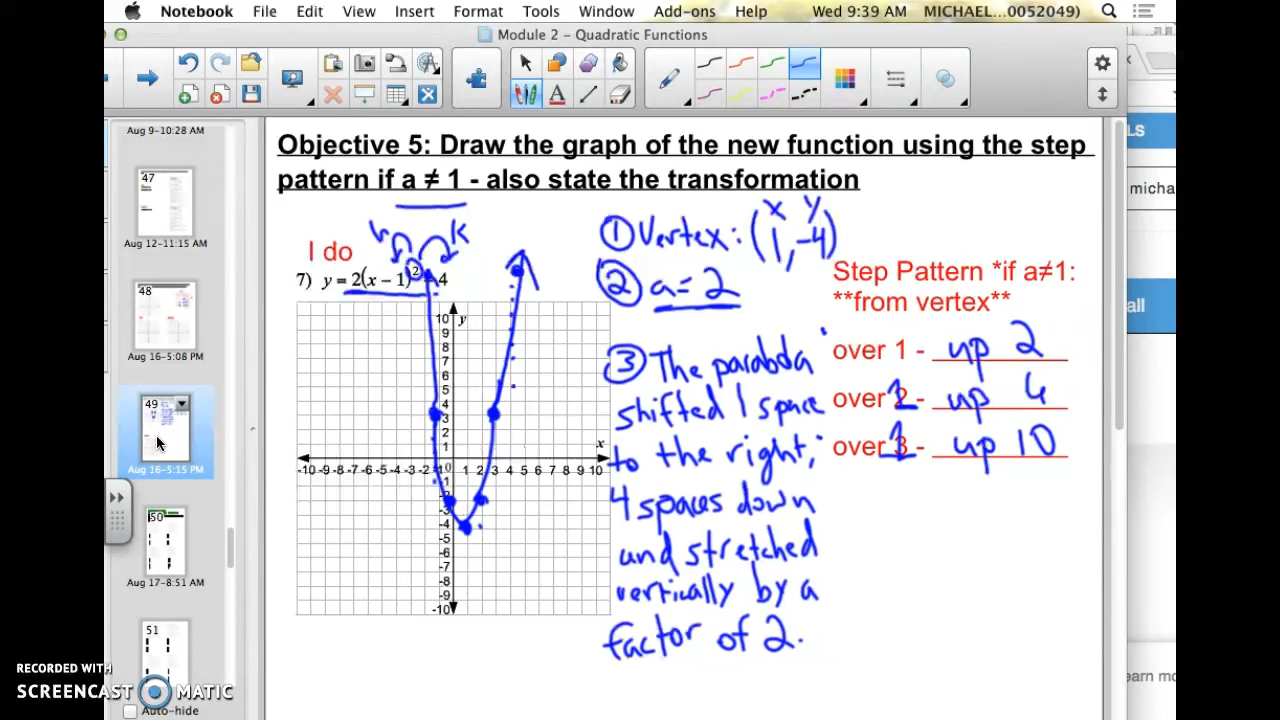 Notebook File Edit View Insert Format Tools Window Add-ons Help Wed 9:39 AM MICHAEL... ...0052049)
Module 2 - Quadratic Functions
Aug 9-10:28 AM
47
Aug 12-11:15 AM
48
Aug 16-5:08 PM
49
Aug 16-5:15 PM
50
Aug 17-8:51 AM
51
Auto-hide
Objective 5: Draw the graph of the new function using the step
pattern if a ≠ 1 - also state the transformation
I do
h k
7) y = 2(x − 1)² − 4
y
x
10
9
8
7
6
5
4
3
2
1
-10 -9 -8 -7 -6 -5 -4 -3 -2 -1 0 1 2 3 4 5 6 7 8 9 10
-2
-4
-5
-6
-7
-8
-9
-10
x y
① Vertex: (1, -4)
② a = 2
③ The parabola
shifted 1 space
to the right,
4 spaces down
and stretched
vertically by a
factor of 2.
Step Pattern *if a≠1:
**from vertex**
over 1 - up 2
over 2 - up 4
over 3 - up 10
LS
micha
all
earn mo
RECORDED WITH
SCREENCAST MATIC